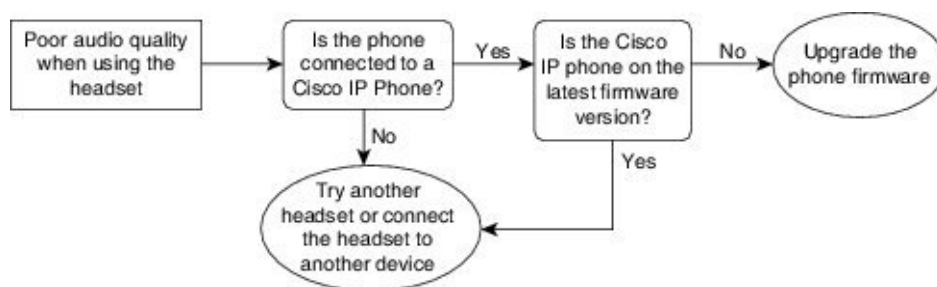 Poor audio quality
when using the
headset
Is the phone
connected to a
Cisco IP Phone?
Yes
Is the Cisco
IP phone on the
latest firmware
version?
No
Upgrade the
phone firmware
No
Yes
Try another
headset or connect
the headset to
another device